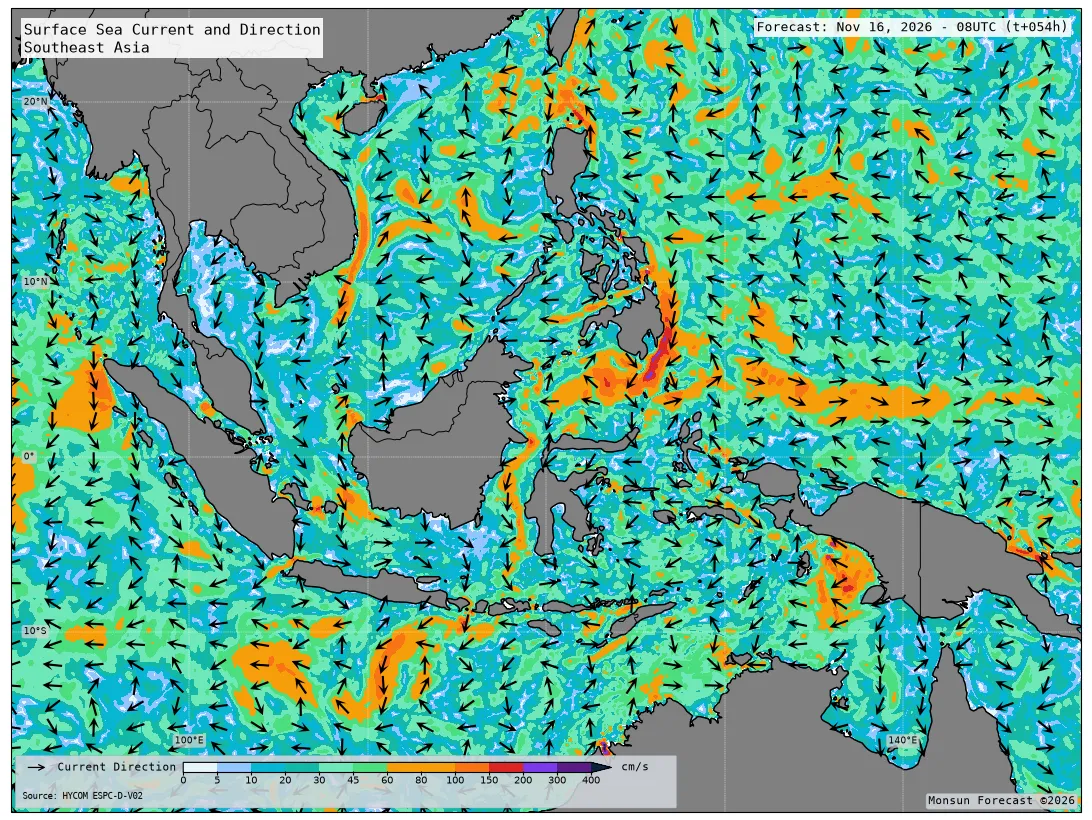 Surface Sea Current and Direction
Southeast Asia
Forecast: Nov 16, 2026 - 08UTC (t+054h)
20°N
10°N
0°
10°S
100°E
140°E
Current Direction
0 5 10 20 30 45 60 80 100 150 200 300 400 cm/s
Source: HYCOM ESPC-D-V02
Monsun Forecast ©2026